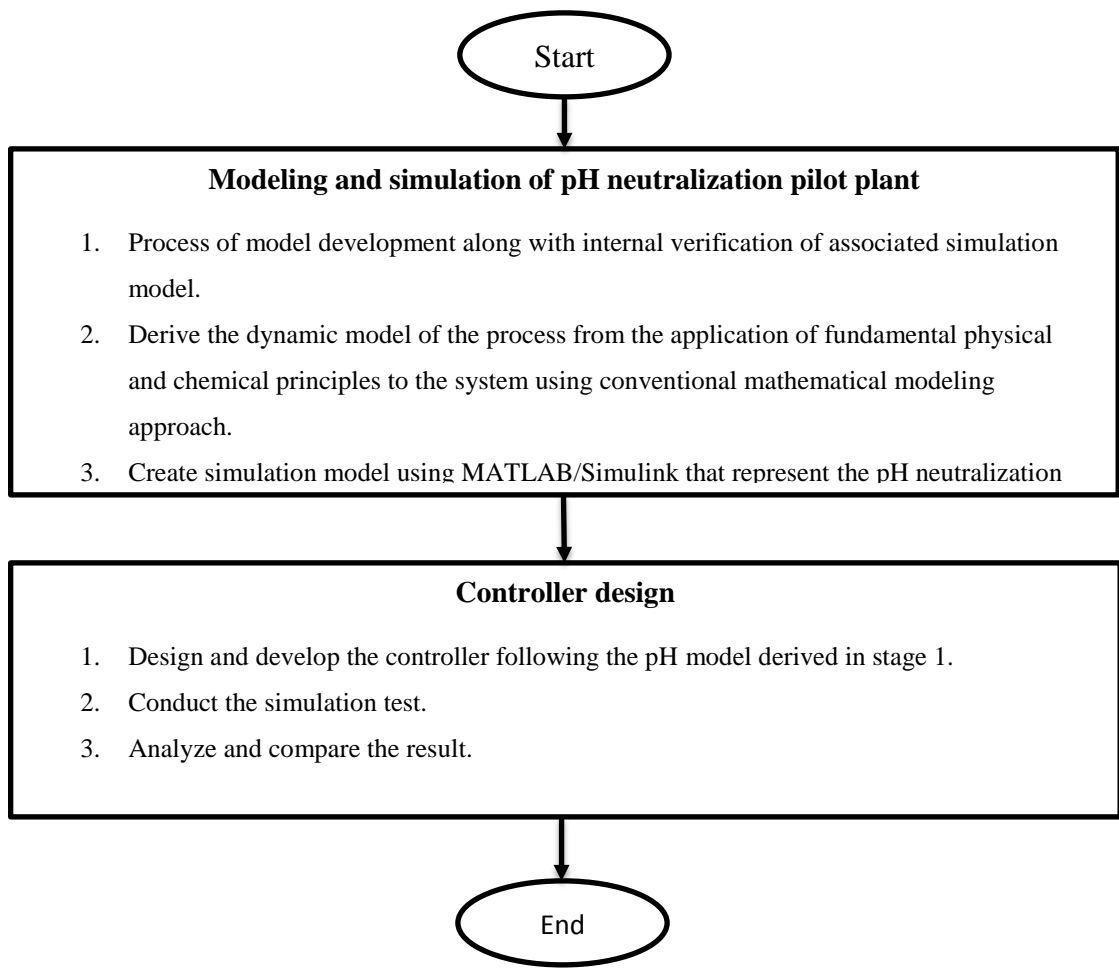 Start
Modeling and simulation of pH neutralization pilot plant
1. Process of model development along with internal verification of associated simulation
model.
2. Derive the dynamic model of the process from the application of fundamental physical
and chemical principles to the system using conventional mathematical modeling
approach.
3. Create simulation model using MATLAB/Simulink that represent the pH neutralization
Controller design
1. Design and develop the controller following the pH model derived in stage 1.
2. Conduct the simulation test.
3. Analyze and compare the result.
End